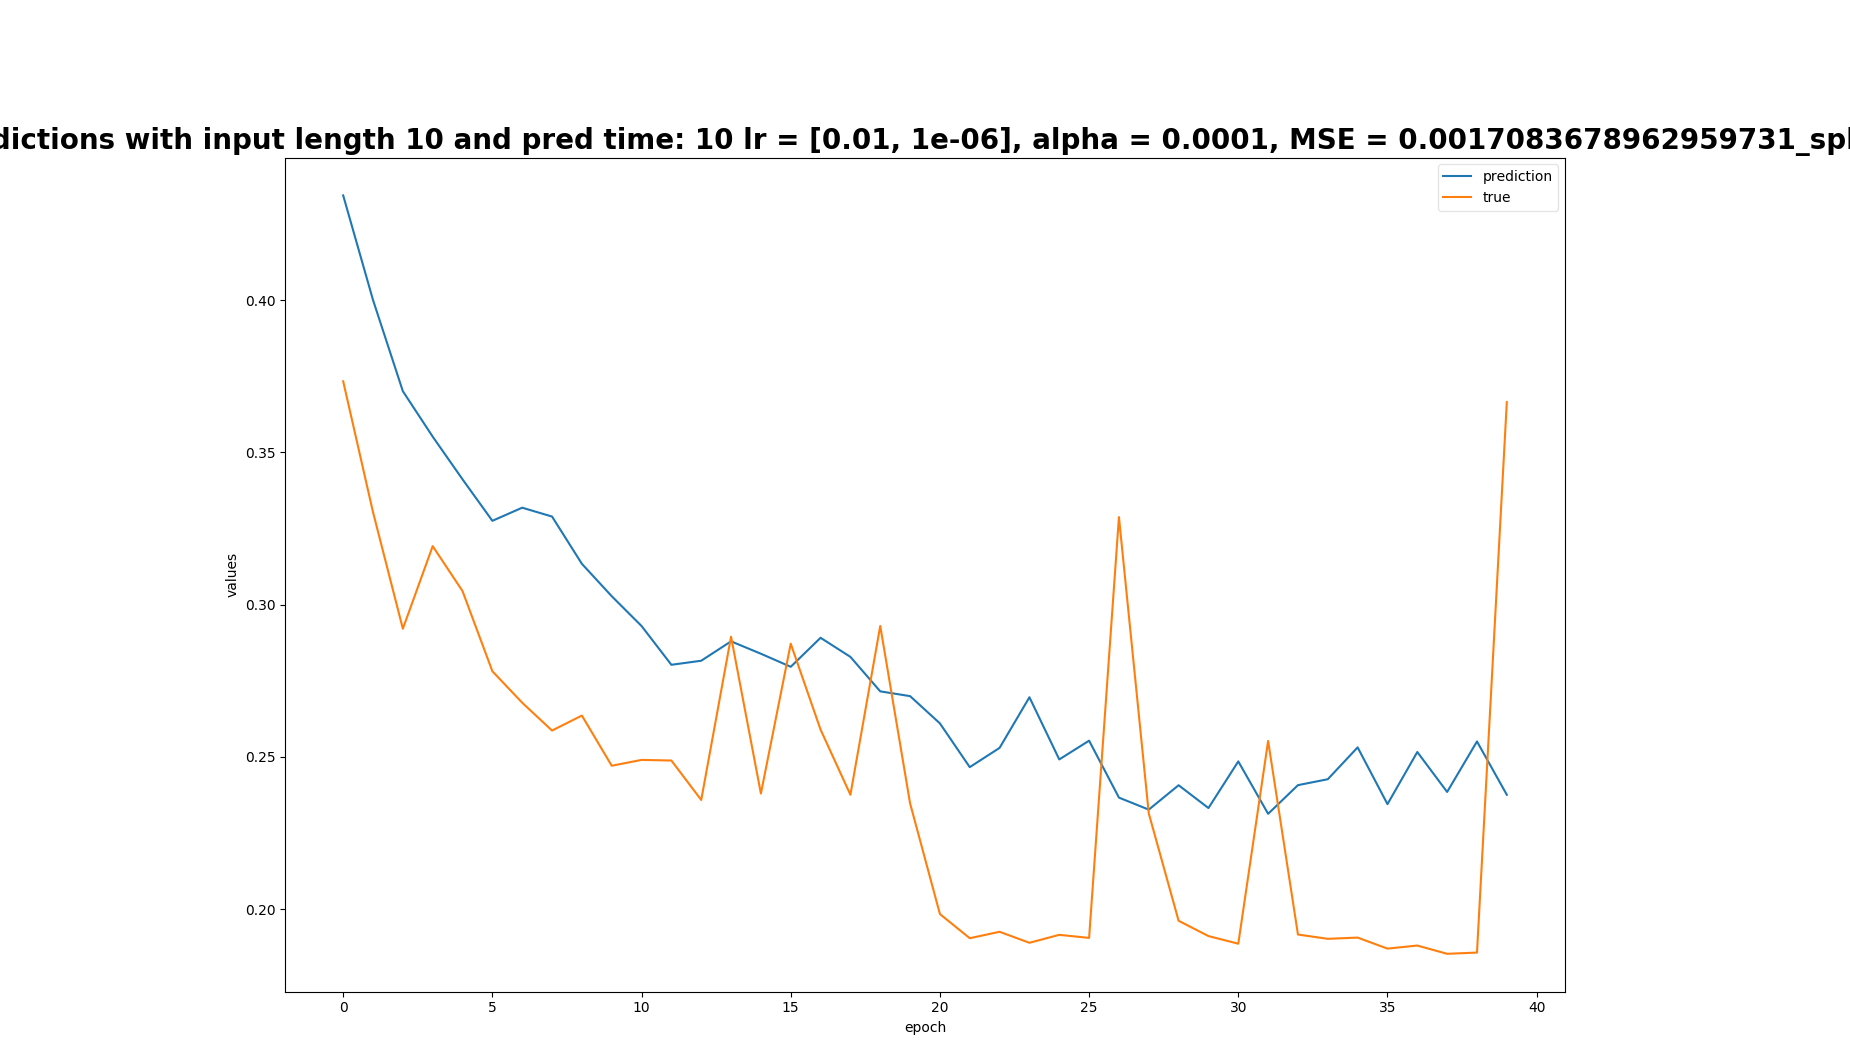 with input length 10 and pred time: 10 lr = [0.01, 1e-06], alpha = 0.0001, MSE = 0.0017083678962959731_spl
prediction
true
0.40
0.35
0.30
0.25
0.20
values
0 5 10 15 20 25 30 35 40
epoch